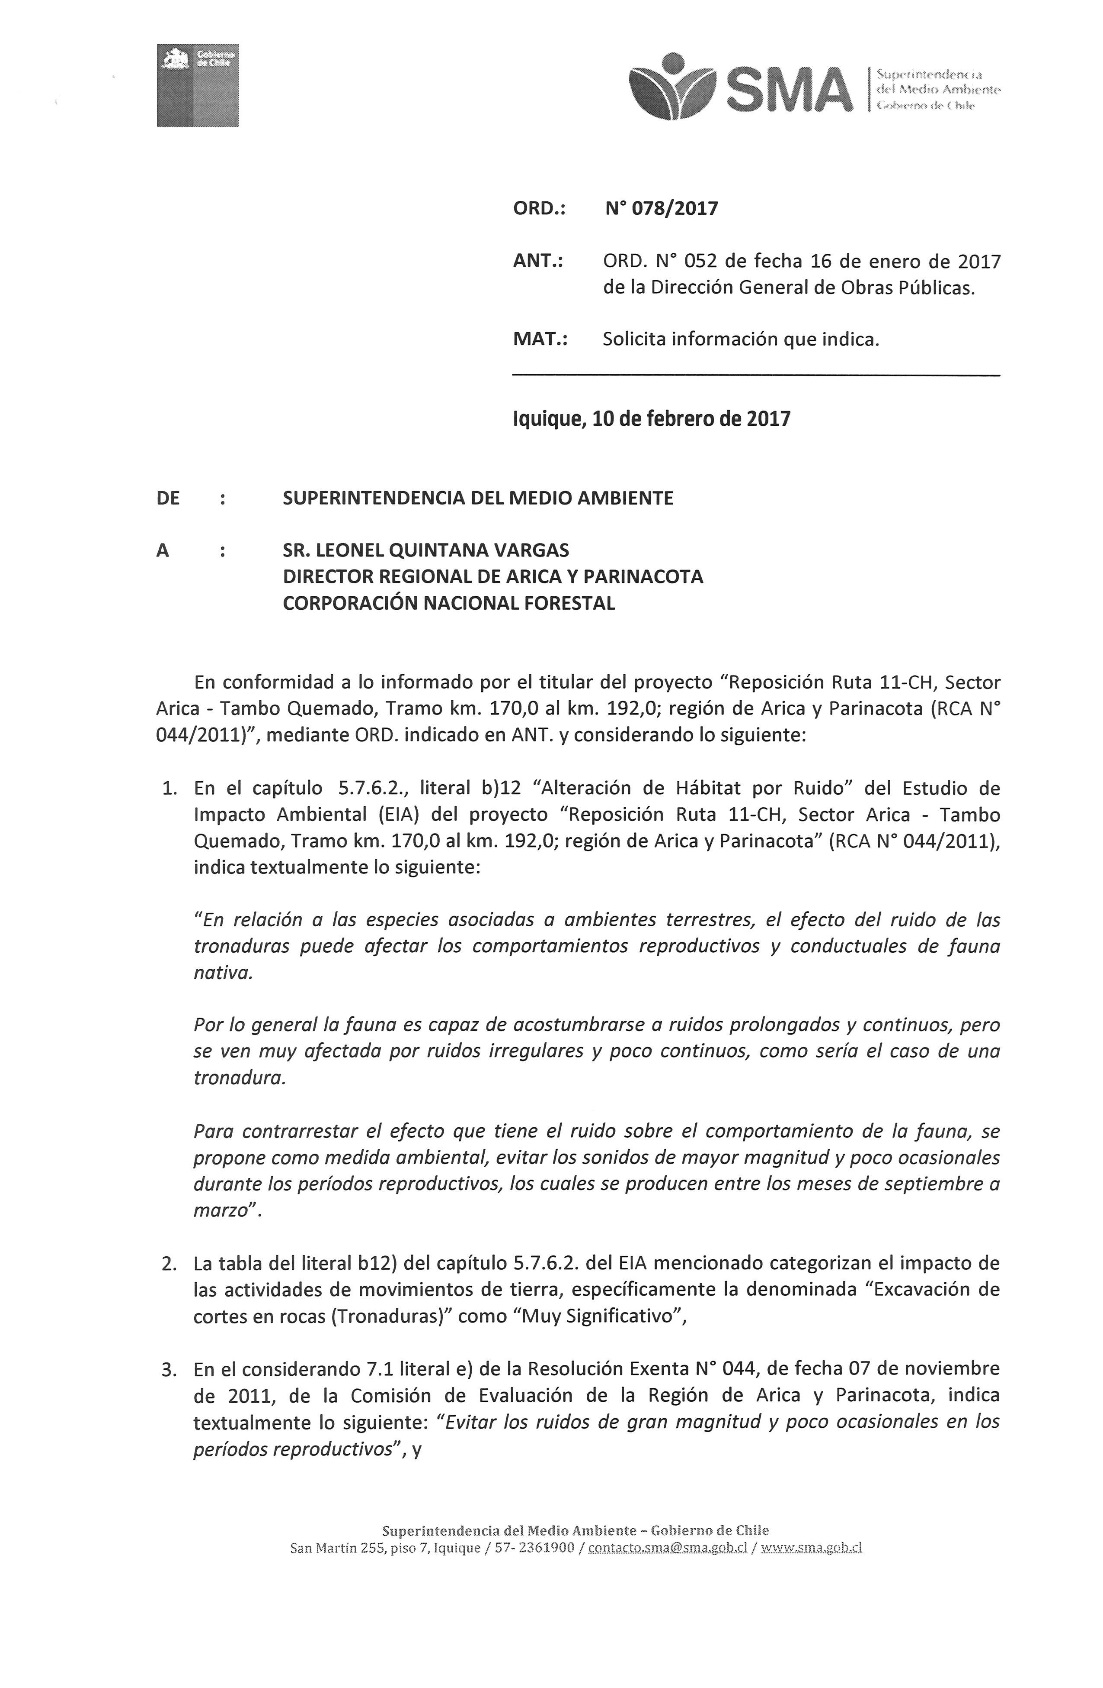 Gobierno
de Chile
SMA
Superintendencia
del Medio Ambiente
Gobierno de Chile
ORD.: N° 078/2017
ANT.: ORD. N° 052 de fecha 16 de enero de 2017
de la Dirección General de Obras Públicas.
MAT.: Solicita información que indica.
Iquique, 10 de febrero de 2017
DE : SUPERINTENDENCIA DEL MEDIO AMBIENTE
A : SR. LEONEL QUINTANA VARGAS
DIRECTOR REGIONAL DE ARICA Y PARINACOTA
CORPORACIÓN NACIONAL FORESTAL
En conformidad a lo informado por el titular del proyecto “Reposición Ruta 11-CH, Sector
Arica - Tambo Quemado, Tramo km. 170,0 al km. 192,0; región de Arica y Parinacota (RCA N°
044/2011)”, mediante ORD. indicado en ANT. y considerando lo siguiente:
1. En el capítulo 5.7.6.2., literal b)12 “Alteración de Hábitat por Ruido” del Estudio de
Impacto Ambiental (EIA) del proyecto “Reposición Ruta 11-CH, Sector Arica - Tambo
Quemado, Tramo km. 170,0 al km. 192,0; región de Arica y Parinacota” (RCA N° 044/2011),
indica textualmente lo siguiente:
“En relación a las especies asociadas a ambientes terrestres, el efecto del ruido de las
tronaduras puede afectar los comportamientos reproductivos y conductuales de fauna
nativa.
Por lo general la fauna es capaz de acostumbrarse a ruidos prolongados y continuos, pero
se ven muy afectada por ruidos irregulares y poco continuos, como sería el caso de una
tronadura.
Para contrarrestar el efecto que tiene el ruido sobre el comportamiento de la fauna, se
propone como medida ambiental, evitar los sonidos de mayor magnitud y poco ocasionales
durante los períodos reproductivos, los cuales se producen entre los meses de septiembre a
marzo”.
2. La tabla del literal b12) del capítulo 5.7.6.2. del EIA mencionado categorizan el impacto de
las actividades de movimientos de tierra, específicamente la denominada “Excavación de
cortes en rocas (Tronaduras)” como “Muy Significativo”,
3. En el considerando 7.1 literal e) de la Resolución Exenta N° 044, de fecha 07 de noviembre
de 2011, de la Comisión de Evaluación de la Región de Arica y Parinacota, indica
textualmente lo siguiente: “Evitar los ruidos de gran magnitud y poco ocasionales en los
períodos reproductivos”, y
Superintendencia del Medio Ambiente – Gobierno de Chile
San Martín 255, piso 7, Iquique / 57- 2361900 / contacto.sma@sma.gob.cl / www.sma.gob.cl